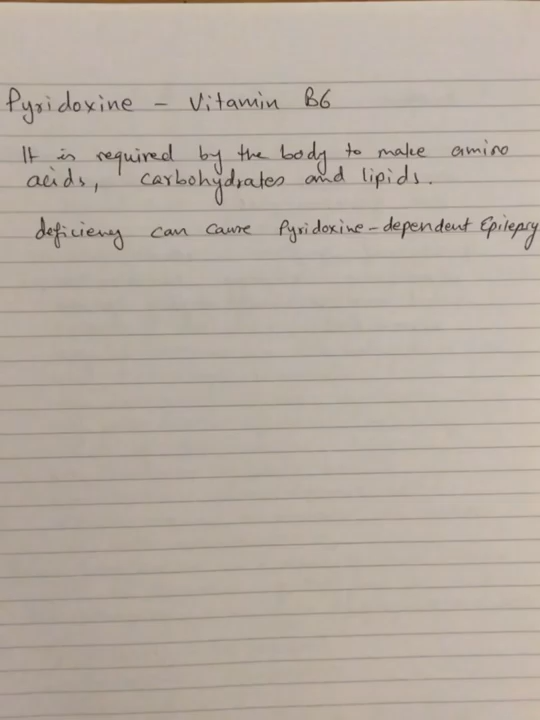 Pyridoxine - Vitamin B6
It is required by the body to make amino
acids, carbohydrates and lipids.
deficiency can cause Pyridoxine-dependent Epilepsy